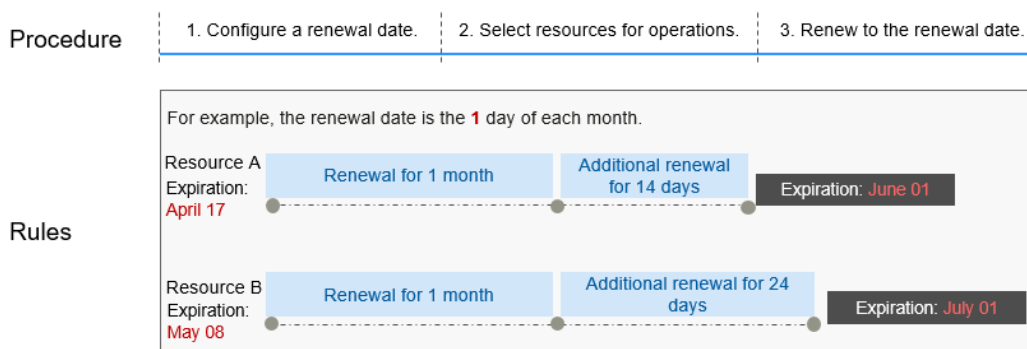 Procedure
1. Configure a renewal date.
2. Select resources for operations.
3. Renew to the renewal date.
Rules
For example, the renewal date is the 1 day of each month.
Resource A
Expiration:
April 17
Renewal for 1 month
Additional renewal
for 14 days
Expiration: June 01
Resource B
Expiration:
May 08
Renewal for 1 month
Additional renewal for 24
days
Expiration: July 01